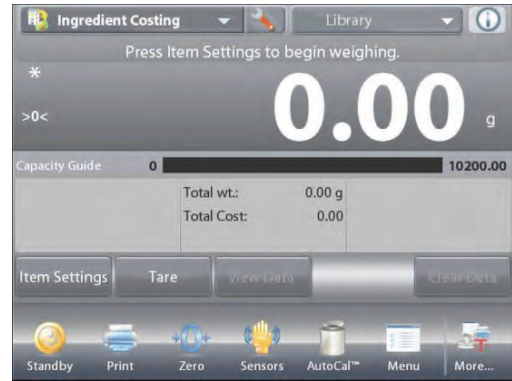 Ingredient Costing Library
Press Item Settings to begin weighing.
*
>0< 0.00 g
Capacity Guide 0 10200.00
Total wt.: 0.00 g
Total Cost: 0.00
Item Settings Tare View Data Clear Data
Standby Print Zero Sensors AutoCal™ Menu More...